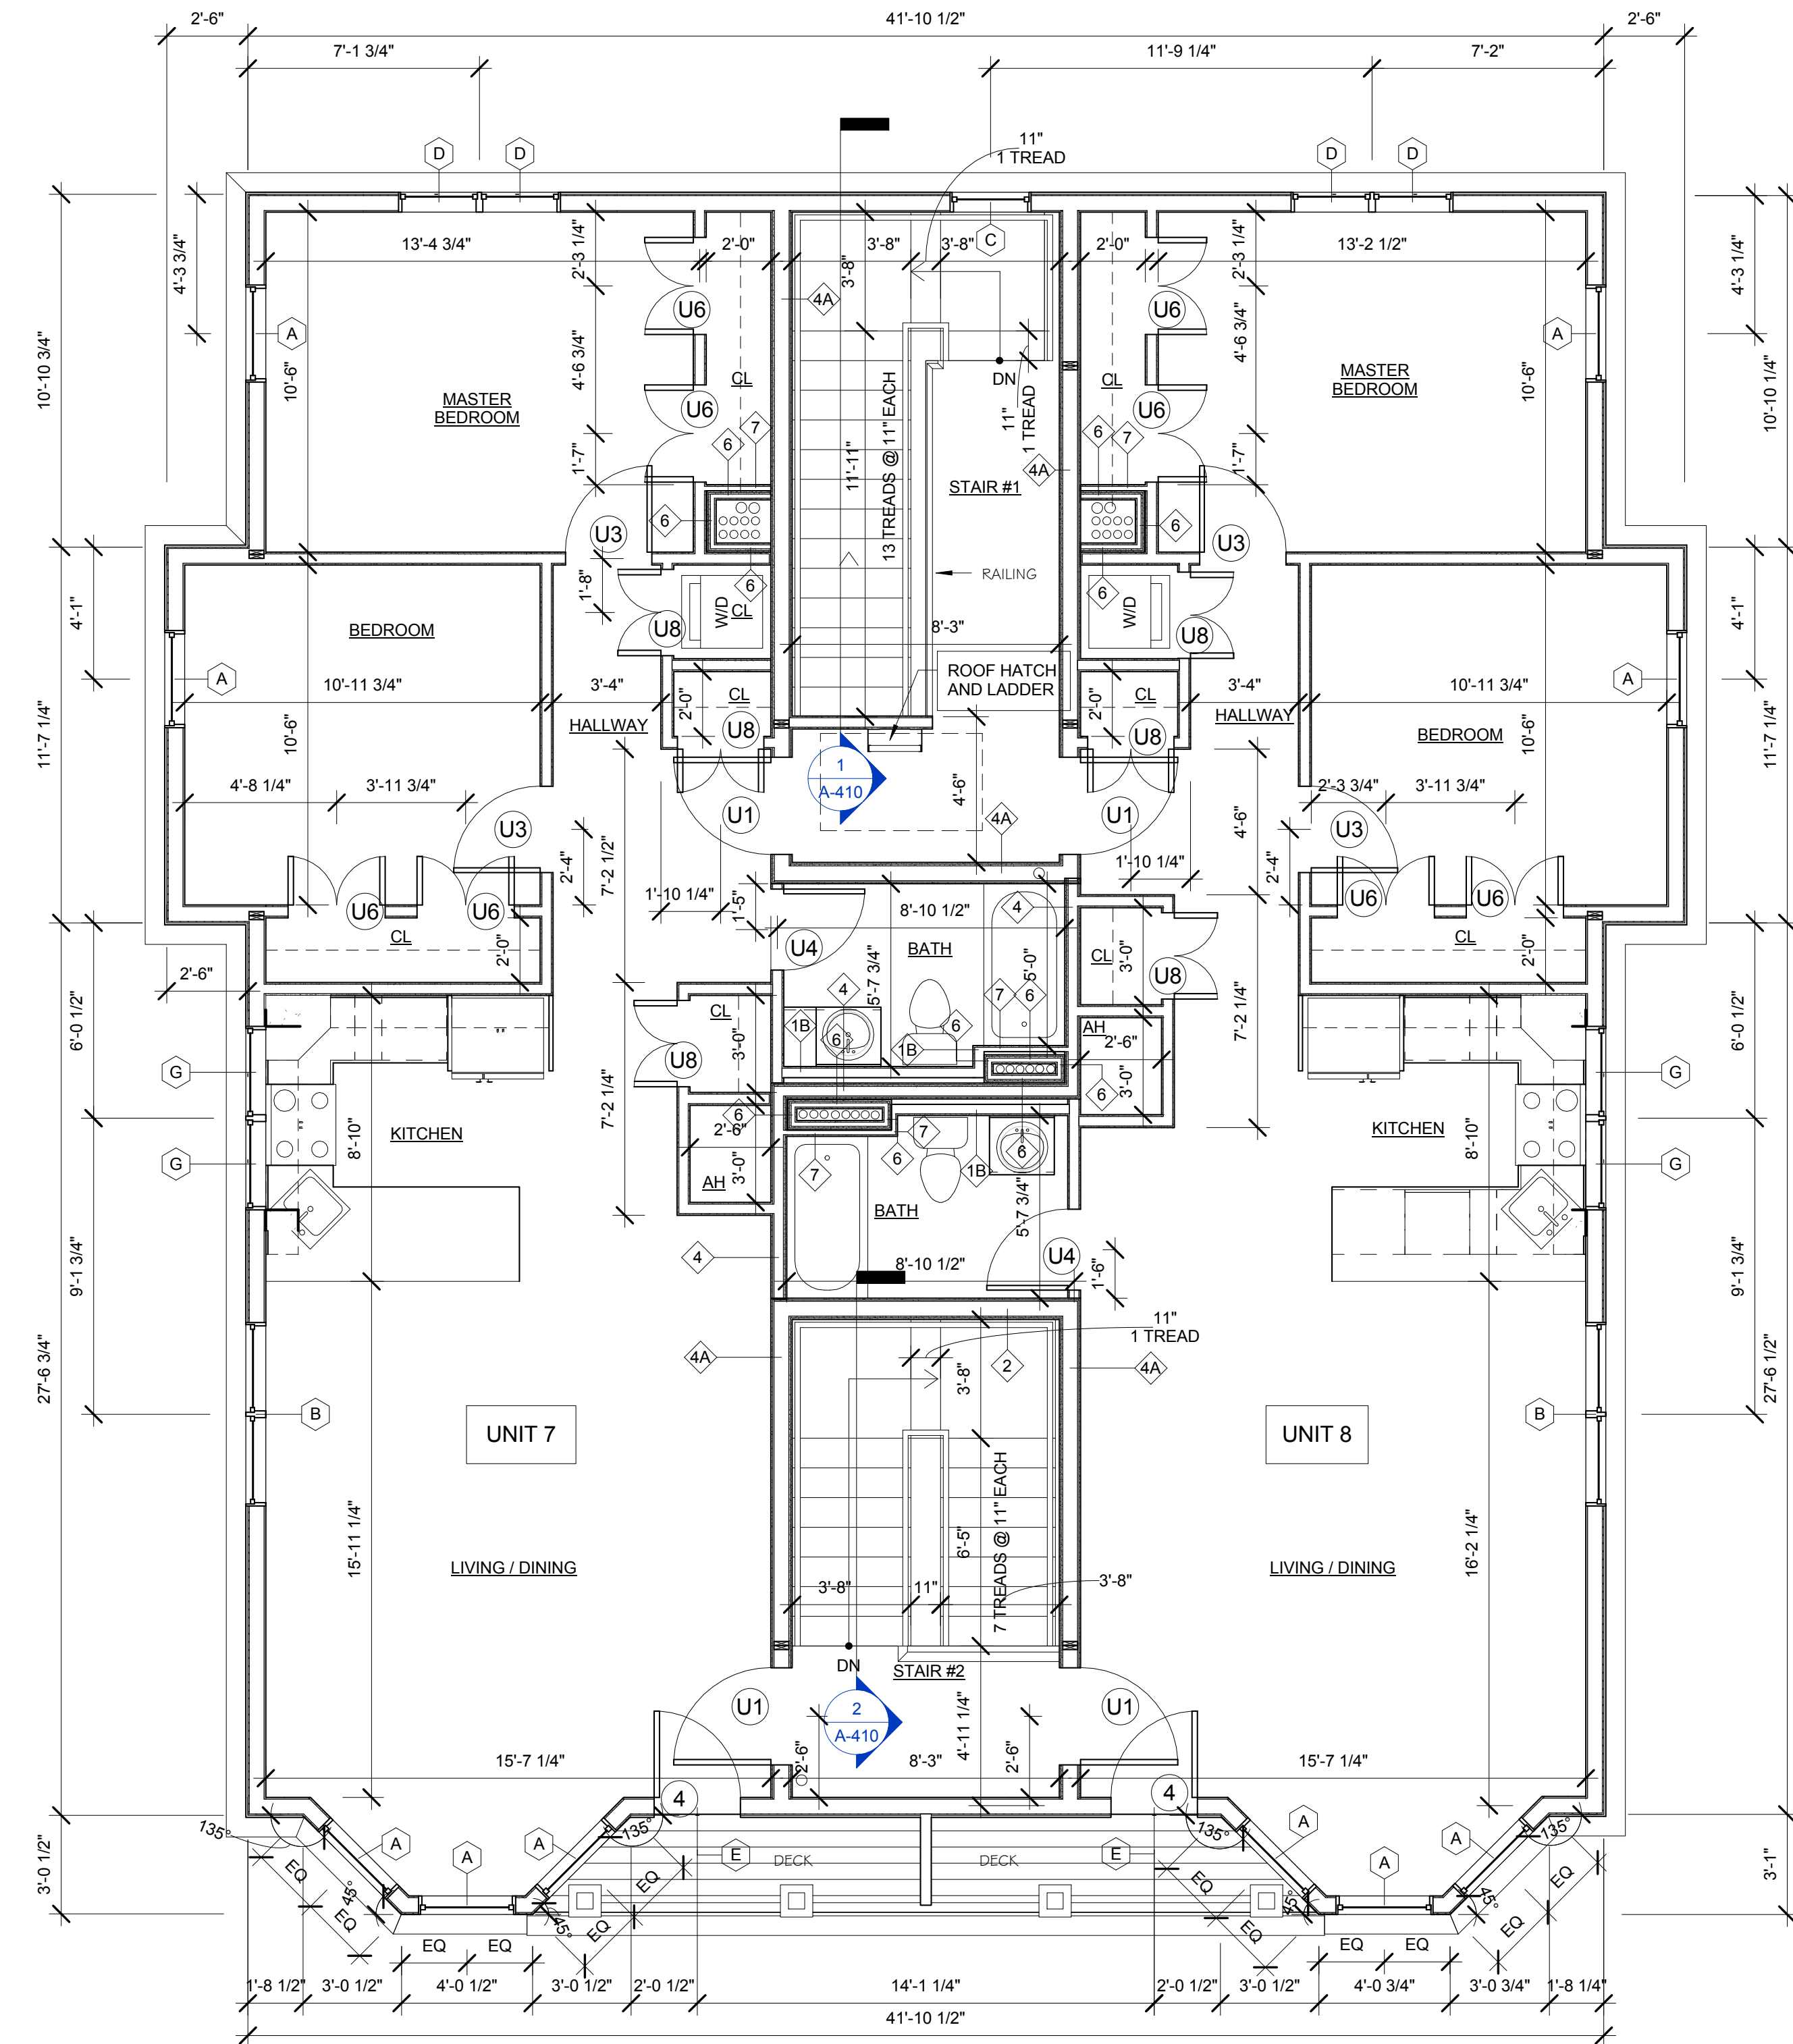 2'-6" 41'-10 1/2" 2'-6"
7'-1 3/4" 11'-9 1/4" 7'-2"
11"
1 TREAD
D D D D
C
4'-3 3/4" 13'-4 3/4" 2'-3 1/4" 2'-0" 3'-8" 3'-8" 3'-8" 2'-0" 2'-3 1/4" 13'-2 1/2" 4'-3 1/4"
4A
U6 U6
A A
10'-10 3/4" 10'-6" 4'-6 3/4" 4'-6 3/4" 10'-6" 10'-10 1/4"
MASTER
BEDROOM
CL
DN
CL
MASTER
BEDROOM
U6 U6
11"
1 TREAD
6 7 6 7
1'-7" 11'-11" 13 TREADS @ 11" EACH 4A 1'-7"
STAIR #1
6 6
U3 U3
1'-8"
RAILING
6 6
W/D
CL
W/D
BEDROOM
U8 U8
8'-3"
4'-1" 4'-1"
ROOF HATCH
AND LADDER
A A
10'-11 3/4" 3'-4" 2'-0" CL 2'-0" CL 3'-4" 10'-11 3/4"
HALLWAY HALLWAY
U8 U8
BEDROOM
11'-7 1/4" 10'-6" 10'-6" 11'-7 1/4"
1
A-410
4'-8 1/4" 3'-11 3/4" 4'-6" 2'-3 3/4" 3'-11 3/4"
U3 U1 4A U1 U3
4'-6"
7'-2 1/2" 2'-4" 2'-4"
1'-10 1/4" 1'-10 1/4"
1'-5"
U6 U6 U6 U6
8'-10 1/2" 4
CL CL
2'-0" 2'-0"
U4 BATH
CL 3'-0"
2'-6" 5'-7 3/4" 5'-0" U8
4 7 6
6'-0 1/2" 6'-0 1/2"
CL 3'-0"
1B 6 6 1B
AH
2'-6"
7'-2 1/4"
U8
G G
3'-0"
6 6
7'-2 1/4" 2'-6"
7 6
KITCHEN KITCHEN
8'-10" 8'-10"
G G
3'-0" 7 6 1B
AH
BATH
5'-7 3/4"
4
U4
8'-10 1/2"
1'-6"
9'-1 3/4" 9'-1 3/4"
11"
1 TREAD
4A 2 4A
3'-8"
27'-6 3/4" 27'-6 1/2"
B B
UNIT 7 UNIT 8
6'-5" 7 TREADS @ 11" EACH
15'-11 1/4" 16'-2 1/4"
LIVING / DINING LIVING / DINING
3'-8" 11" 3'-8"
DN STAIR #2
U1 U1
2
A-410
4'-11 1/4"
15'-7 1/4" 2'-6" 8'-3" 2'-6" 15'-7 1/4"
4 4
135° 135° 135° 135°
A A A A A A
E DECK DECK E
3'-0 1/2" 3'-1"
EQ EQ EQ EQ
45° 45° 45° 45°
EQ EQ EQ EQ
EQ EQ EQ EQ
1'-8 1/2" 3'-0 1/2" 4'-0 1/2" 3'-0 1/2" 2'-0 1/2" 14'-1 1/4" 2'-0 1/2" 3'-0 1/2" 4'-0 3/4" 3'-0 3/4" 1'-8 1/4"
41'-10 1/2"